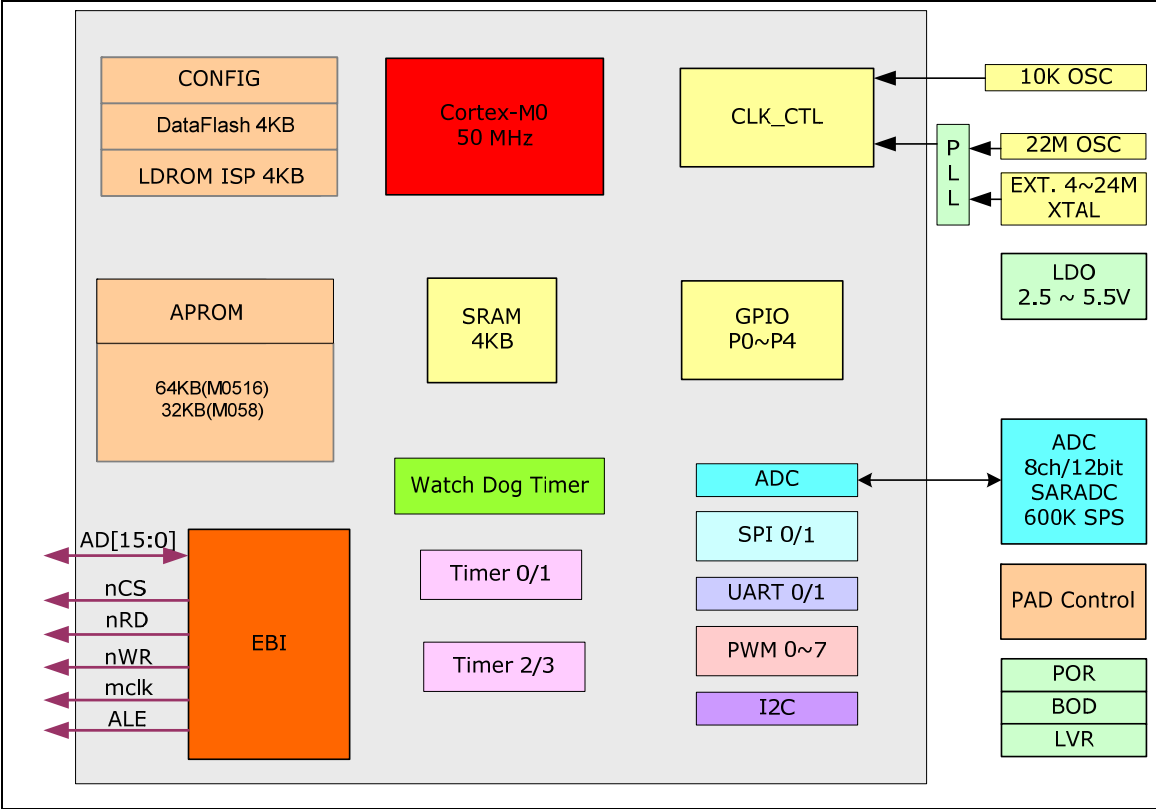 CONFIG
DataFlash 4KB
LDROM ISP 4KB
Cortex-M0
50 MHz
CLK_CTL
10K OSC
PLL
22M OSC
EXT. 4~24M
XTAL
LDO
2.5 ~ 5.5V
APROM
64KB(M0516)
32KB(M058)
SRAM
4KB
GPIO
P0~P4
Watch Dog Timer
Timer 0/1
Timer 2/3
ADC
SPI 0/1
UART 0/1
PWM 0~7
I2C
ADC
8ch/12bit
SARADC
600K SPS
PAD Control
POR
BOD
LVR
AD[15:0]
nCS
nRD
nWR
mclk
ALE
EBI